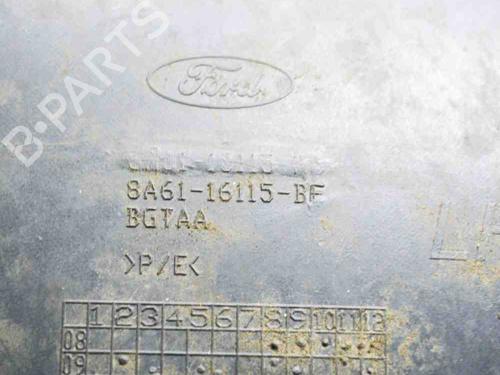 B-PARTS
Ford
8A61-16115-BF
BGTAA
>P/E<
1 2 3 4 5 6 7 8 9 10 11 12
08
09